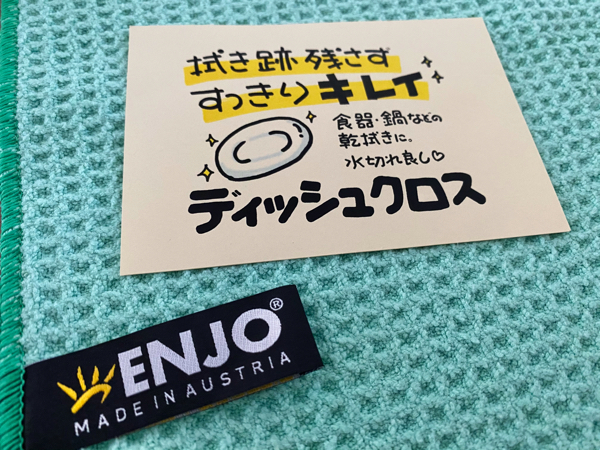 拭き跡残さず
すっきりキレイ
食器・鍋などの
乾拭きに。
水切れ良し♡
ディッシュクロス
ENJO®
MADE IN AUSTRIA